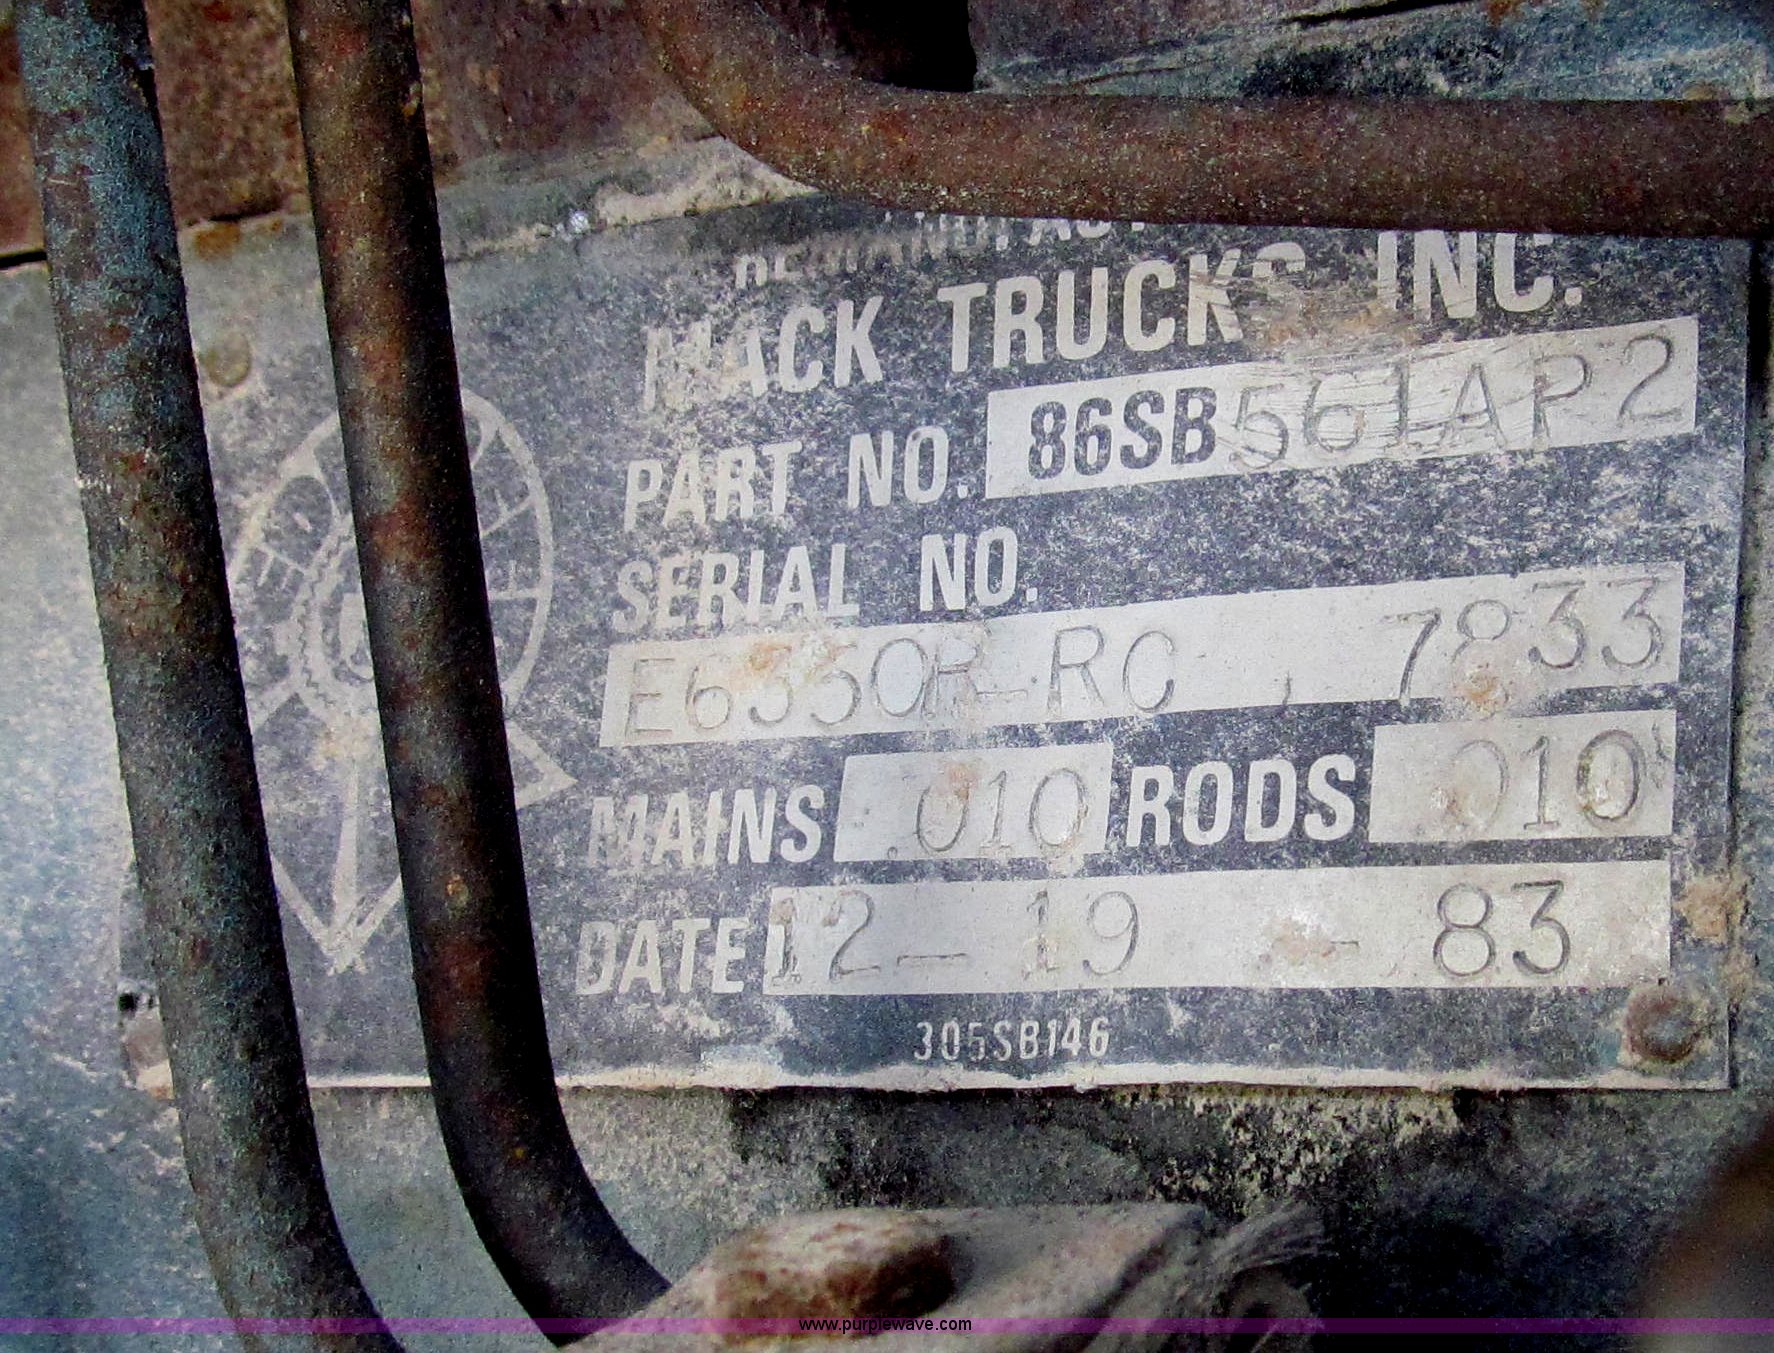 MACK TRUCKS INC.
PART NO. 86SB561AP2
SERIAL NO.
E6350R-RC 7833
MAINS .010 RODS 010
DATE 12-19-83
305SB146
www.purplewave.com